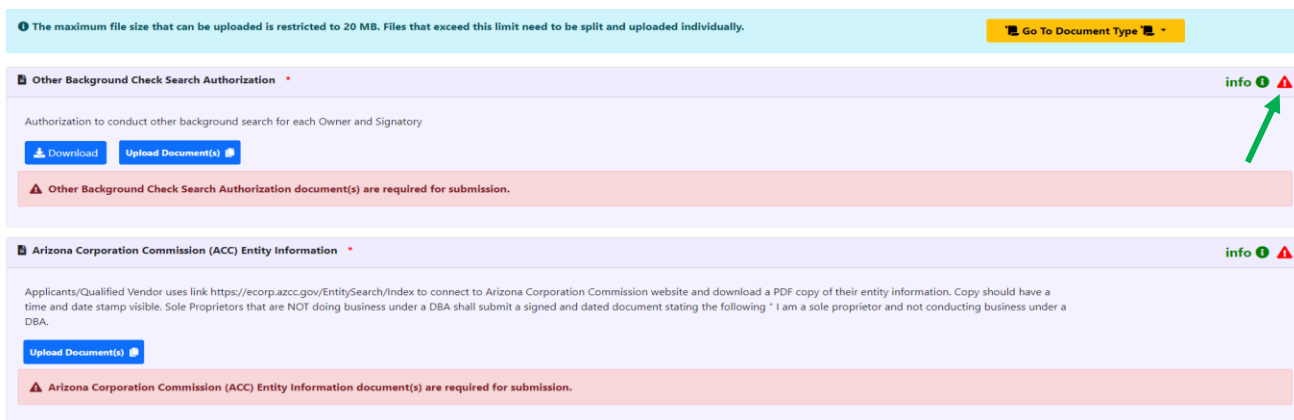 The maximum file size that can be uploaded is restricted to 20 MB. Files that exceed this limit need to be split and uploaded individually.
Go To Document Type
Other Background Check Search Authorization *
info
Authorization to conduct other background search for each Owner and Signatory
Download
Upload Document(s)
Other Background Check Search Authorization document(s) are required for submission.
Arizona Corporation Commission (ACC) Entity Information *
info
Applicants/Qualified Vendor uses link https://ecorp.azcc.gov/EntitySearch/Index to connect to Arizona Corporation Commission website and download a PDF copy of their entity information. Copy should have a
time and date stamp visible. Sole Proprietors that are NOT doing business under a DBA shall submit a signed and dated document stating the following " I am a sole proprietor and not conducting business under a
DBA.
Upload Document(s)
Arizona Corporation Commission (ACC) Entity Information document(s) are required for submission.